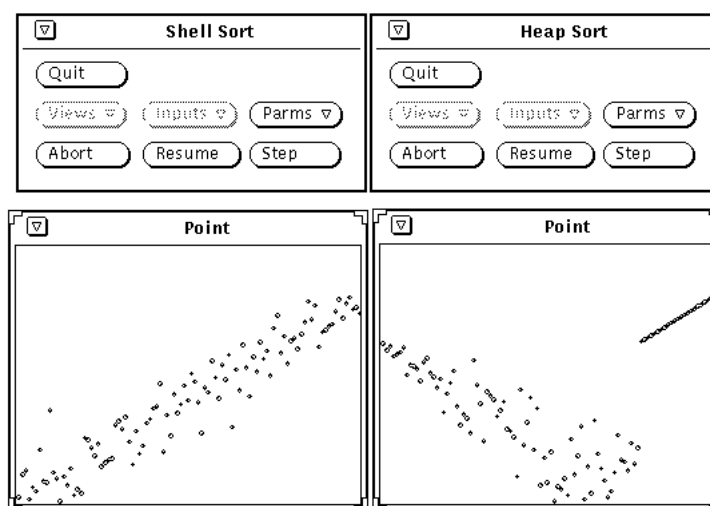 Shell Sort
Quit
Views Inputs Parms
Abort Resume Step
Heap Sort
Quit
Views Inputs Parms
Abort Resume Step
Point
Point